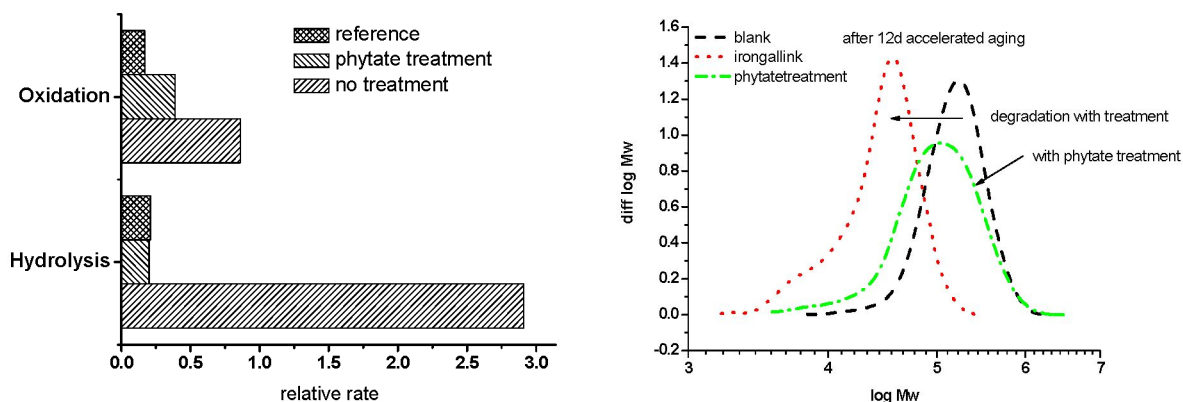 reference
phytate treatment
no treatment
Oxidation
Hydrolysis
0.0 0.5 1.0 1.5 2.0 2.5 3.0
relative rate
blank
irongallink
phytatetreatment
after 12d accelerated aging
degradation with treatment
with phytate treatment
1.6
1.4
1.2
1.0
0.8
0.6
0.4
0.2
0.0
-0.2
diff log Mw
3 4 5 6 7
log Mw